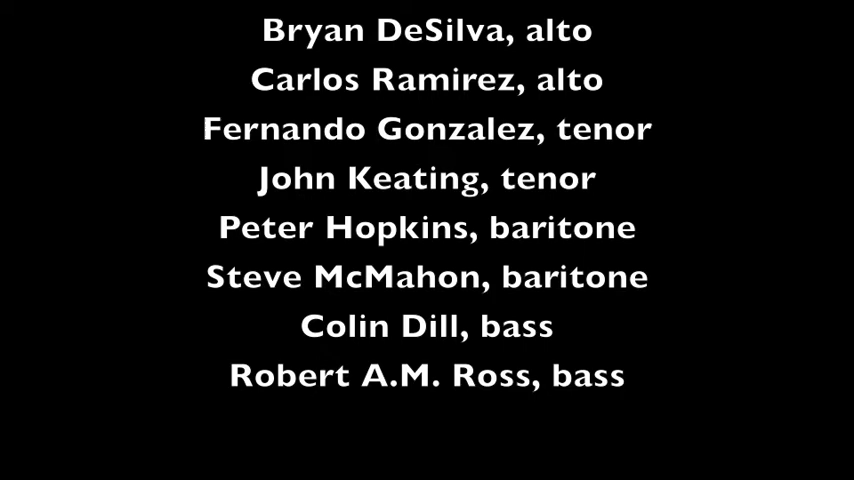 Bryan DeSilva, alto
Carlos Ramirez, alto
Fernando Gonzalez, tenor
John Keating, tenor
Peter Hopkins, baritone
Steve McMahon, baritone
Colin Dill, bass
Robert A.M. Ross, bass